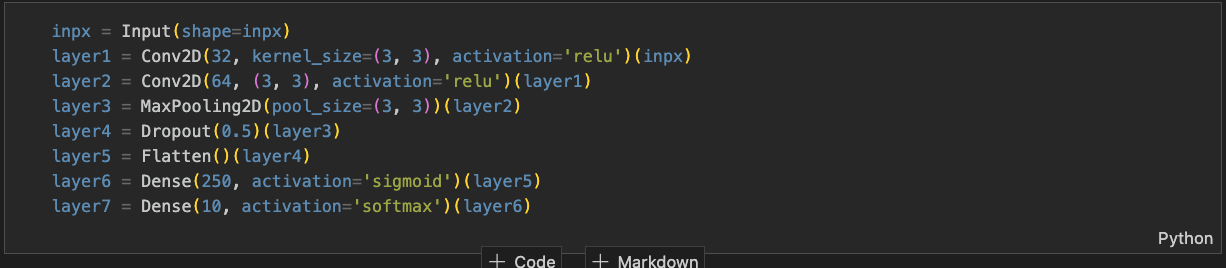 inpx = Input(shape=inpx)
layer1 = Conv2D(32, kernel_size=(3, 3), activation='relu')(inpx)
layer2 = Conv2D(64, (3, 3), activation='relu')(layer1)
layer3 = MaxPooling2D(pool_size=(3, 3))(layer2)
layer4 = Dropout(0.5)(layer3)
layer5 = Flatten()(layer4)
layer6 = Dense(250, activation='sigmoid')(layer5)
layer7 = Dense(10, activation='softmax')(layer6)
Python
+ Code + Markdown